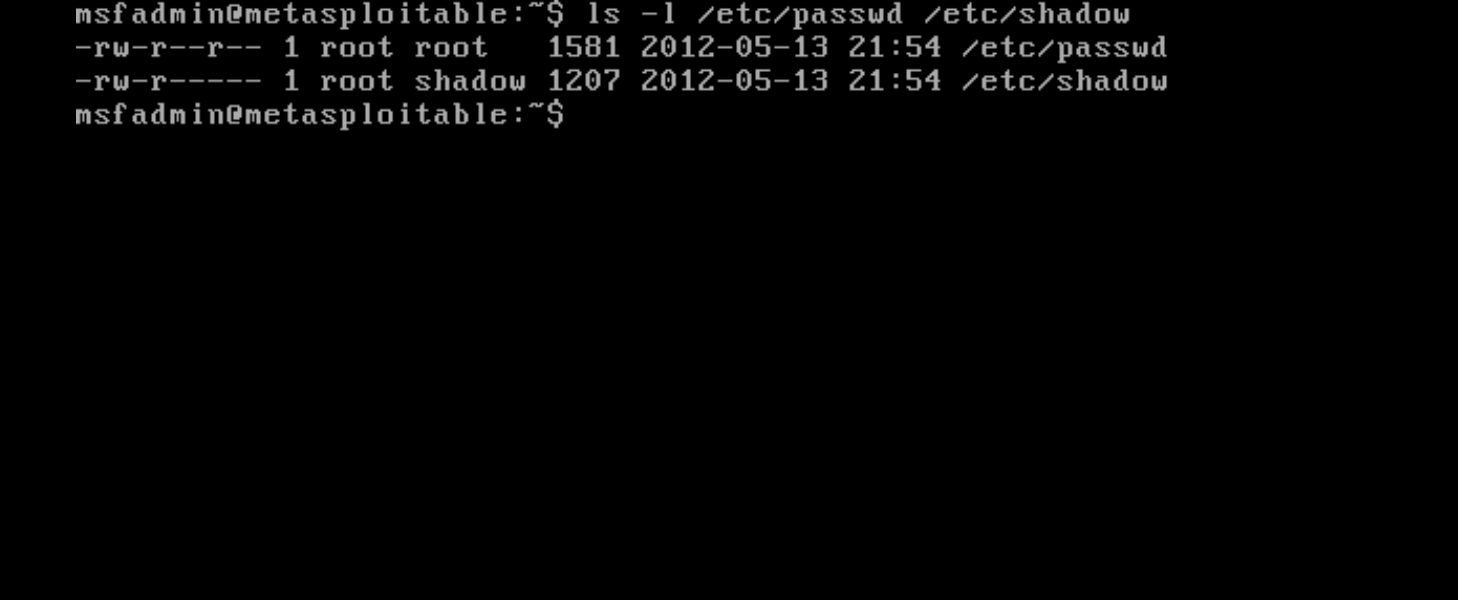 msfadmin@metasploitable:~$ ls -l /etc/passwd /etc/shadow
-rw-r--r-- 1 root root   1581 2012-05-13 21:54 /etc/passwd
-rw-r----- 1 root shadow 1207 2012-05-13 21:54 /etc/shadow
msfadmin@metasploitable:~$